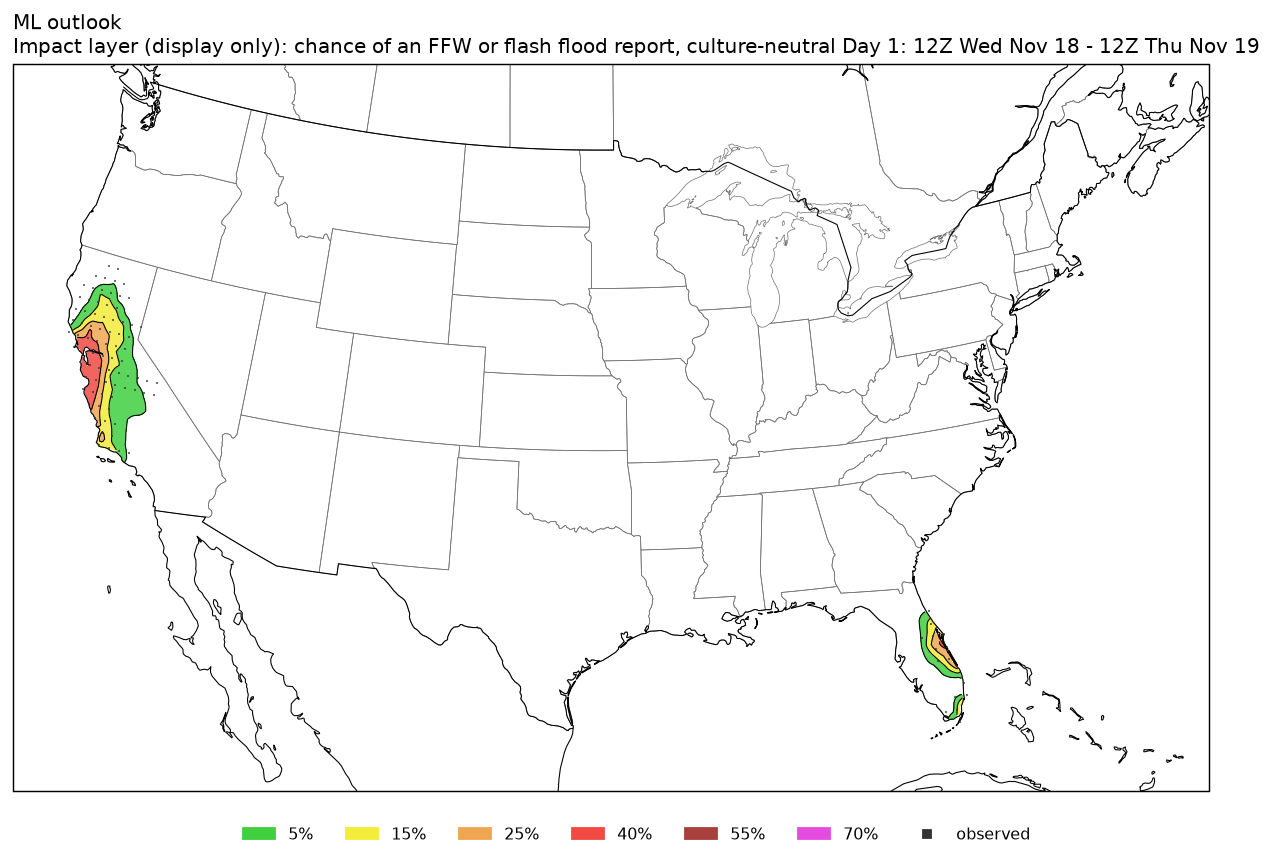 ML outlook
Impact layer (display only): chance of an FFW or flash flood report, culture-neutral Day 1: 12Z Wed Nov 18 - 12Z Thu Nov 19
5% 15% 25% 40% 55% 70% observed